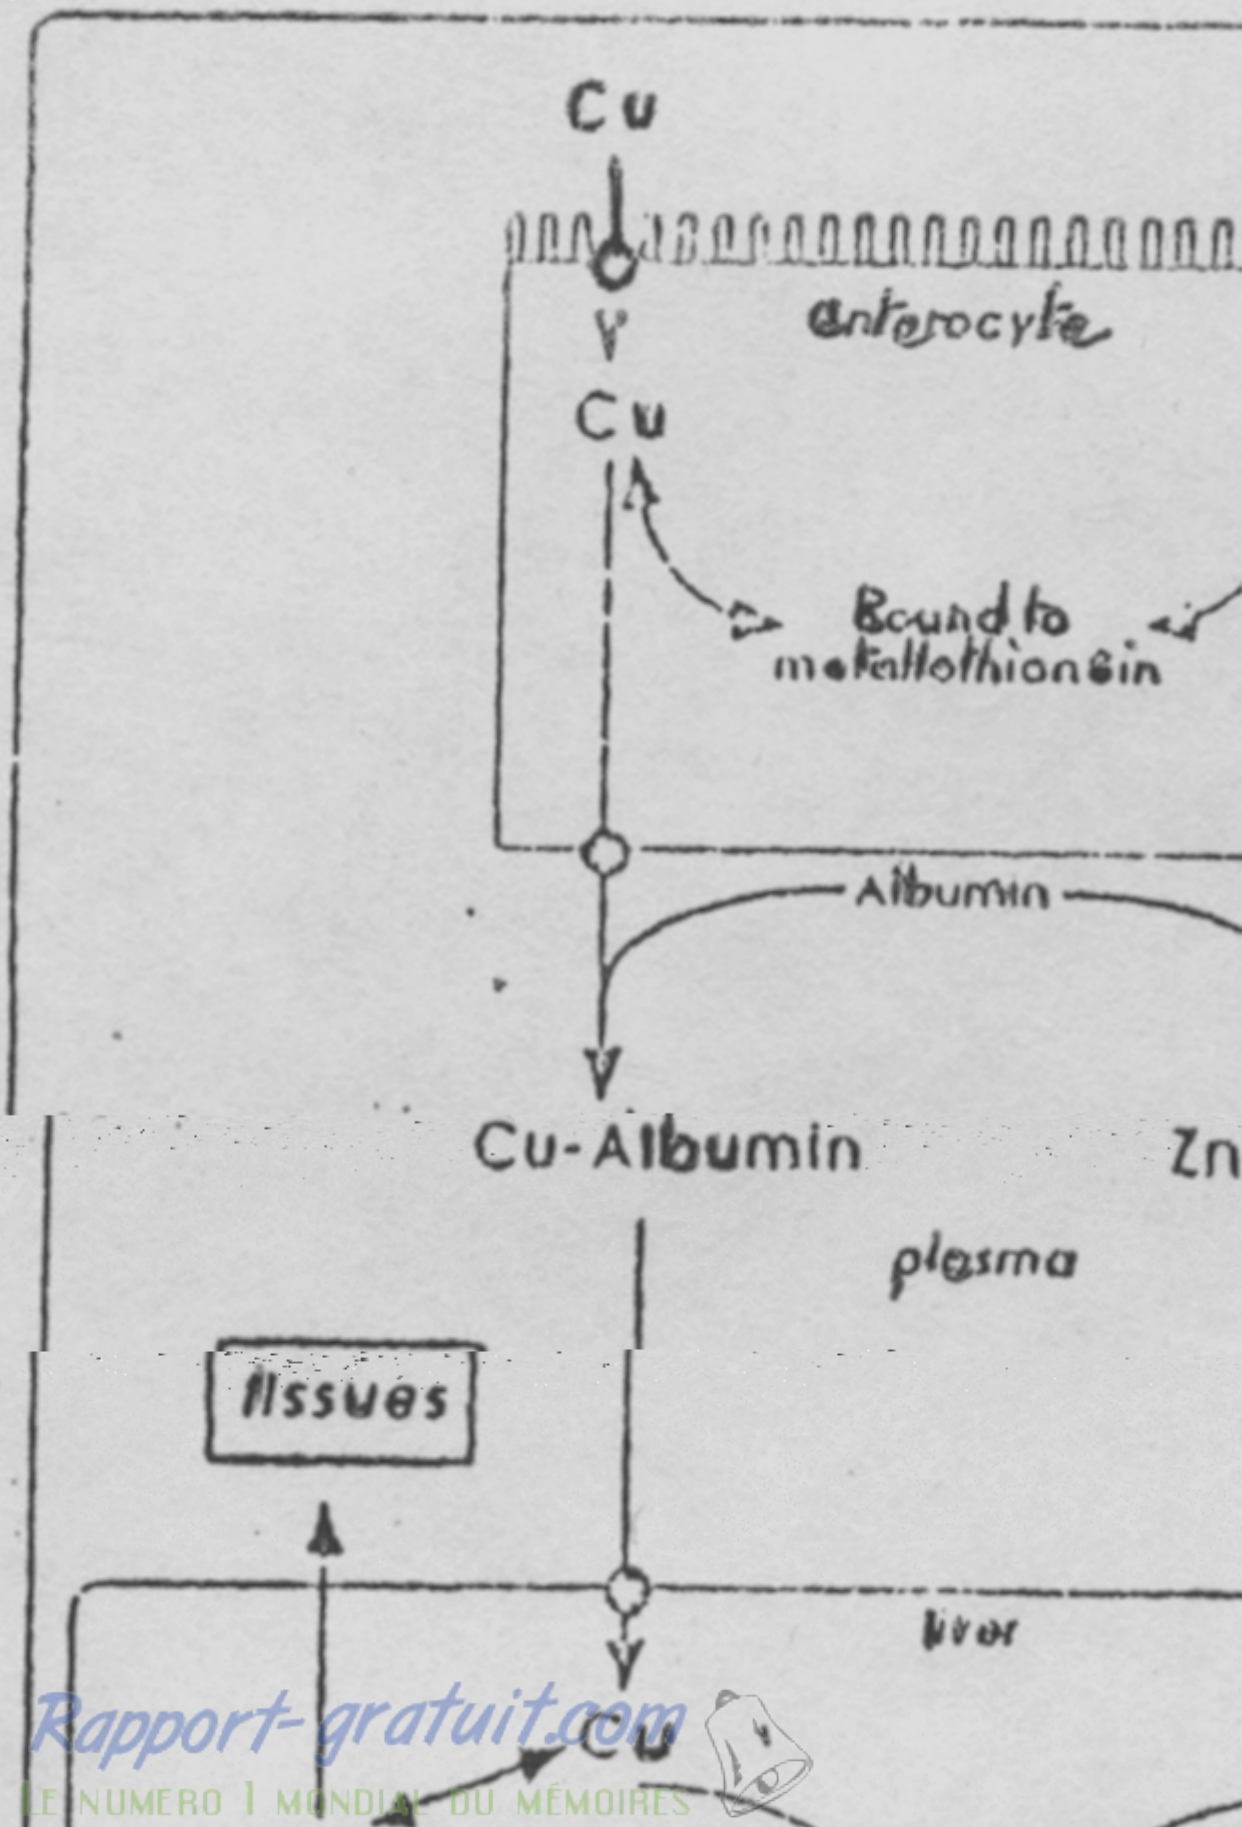 Cu
enterocyte
Cu
Bound to
metallothionein
Albumin
Cu-Albumin
Zn
plasma
tissues
liver
Rapport-gratuit.com
Cu
LE NUMERO 1 MONDIAL DU MÉMOIRES